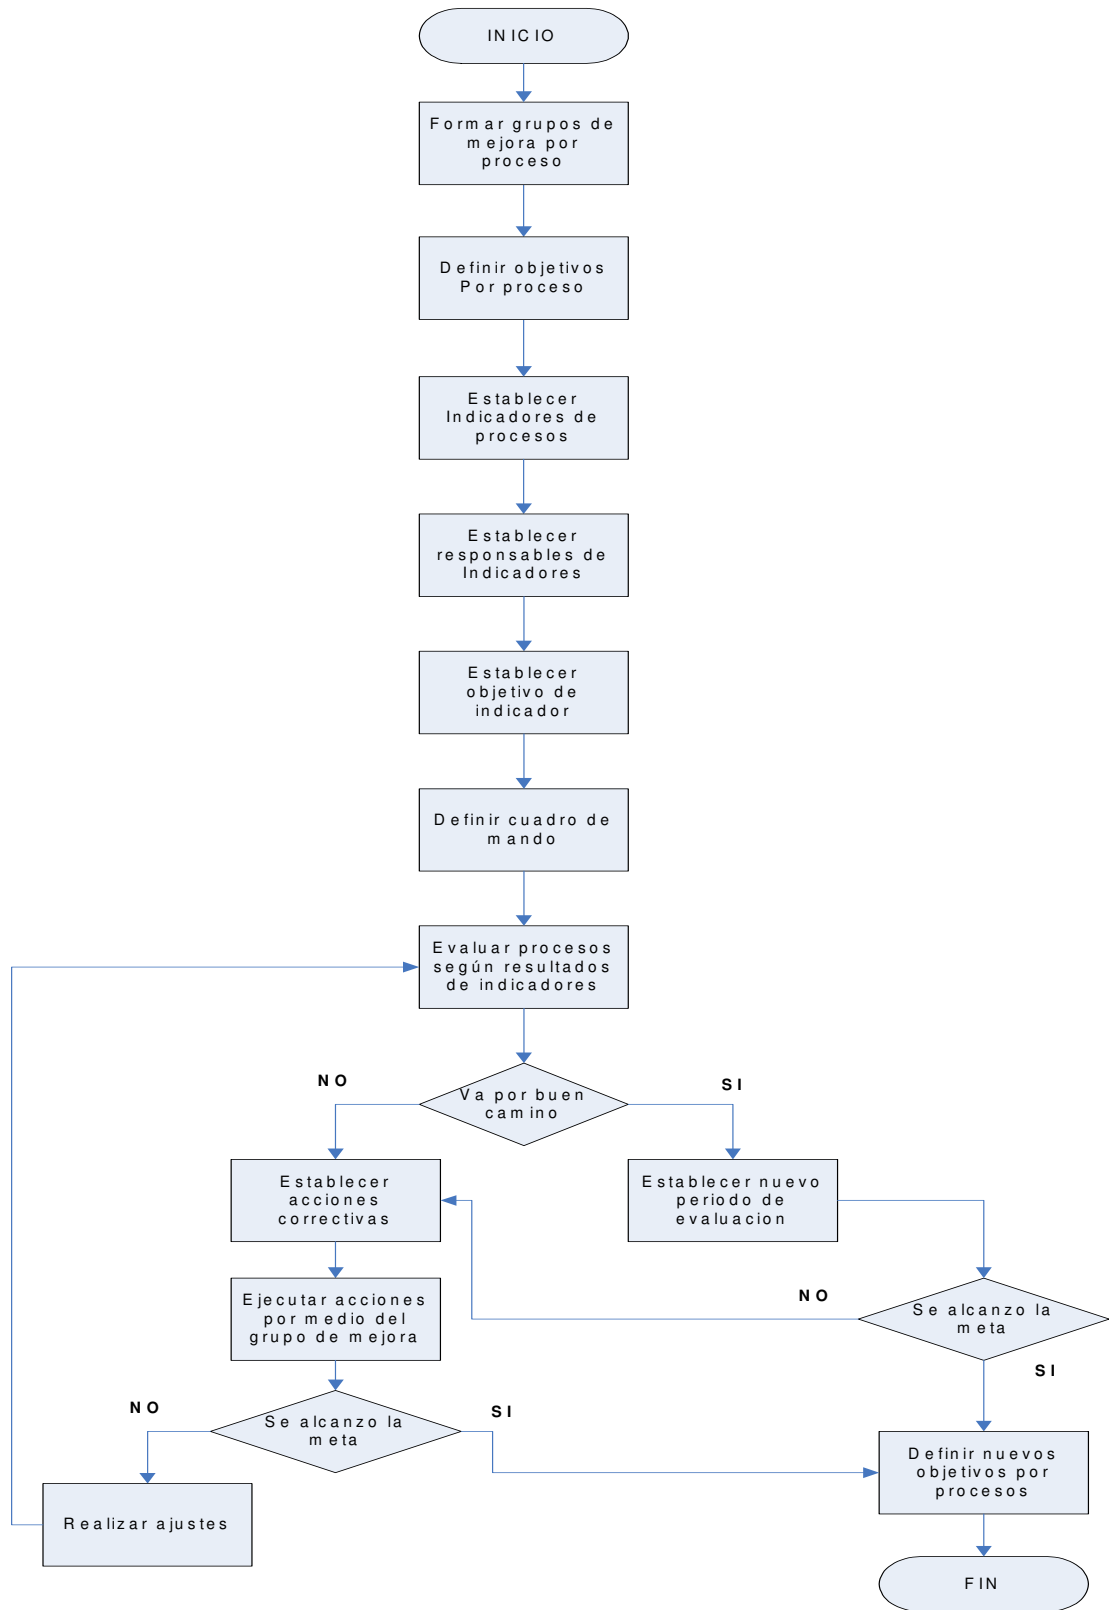 INICIO
Formar grupos de
mejora por
proceso
Definir objetivos
Por proceso
Establecer
Indicadores de
procesos
Establecer
responsables de
Indicadores
Establecer
objetivo de
indicador
Definir cuadro de
mando
Evaluar procesos
según resultados
de indicadores
NO
Va por buen
camino
SI
Establecer
acciones
correctivas
Establecer nuevo
periodo de
evaluacion
Ejecutar acciones
por medio del
grupo de mejora
NO
Se alcanzo la
meta
SI
NO
Se alcanzo la
meta
SI
Definir nuevos
objetivos por
procesos
Realizar ajustes
FIN